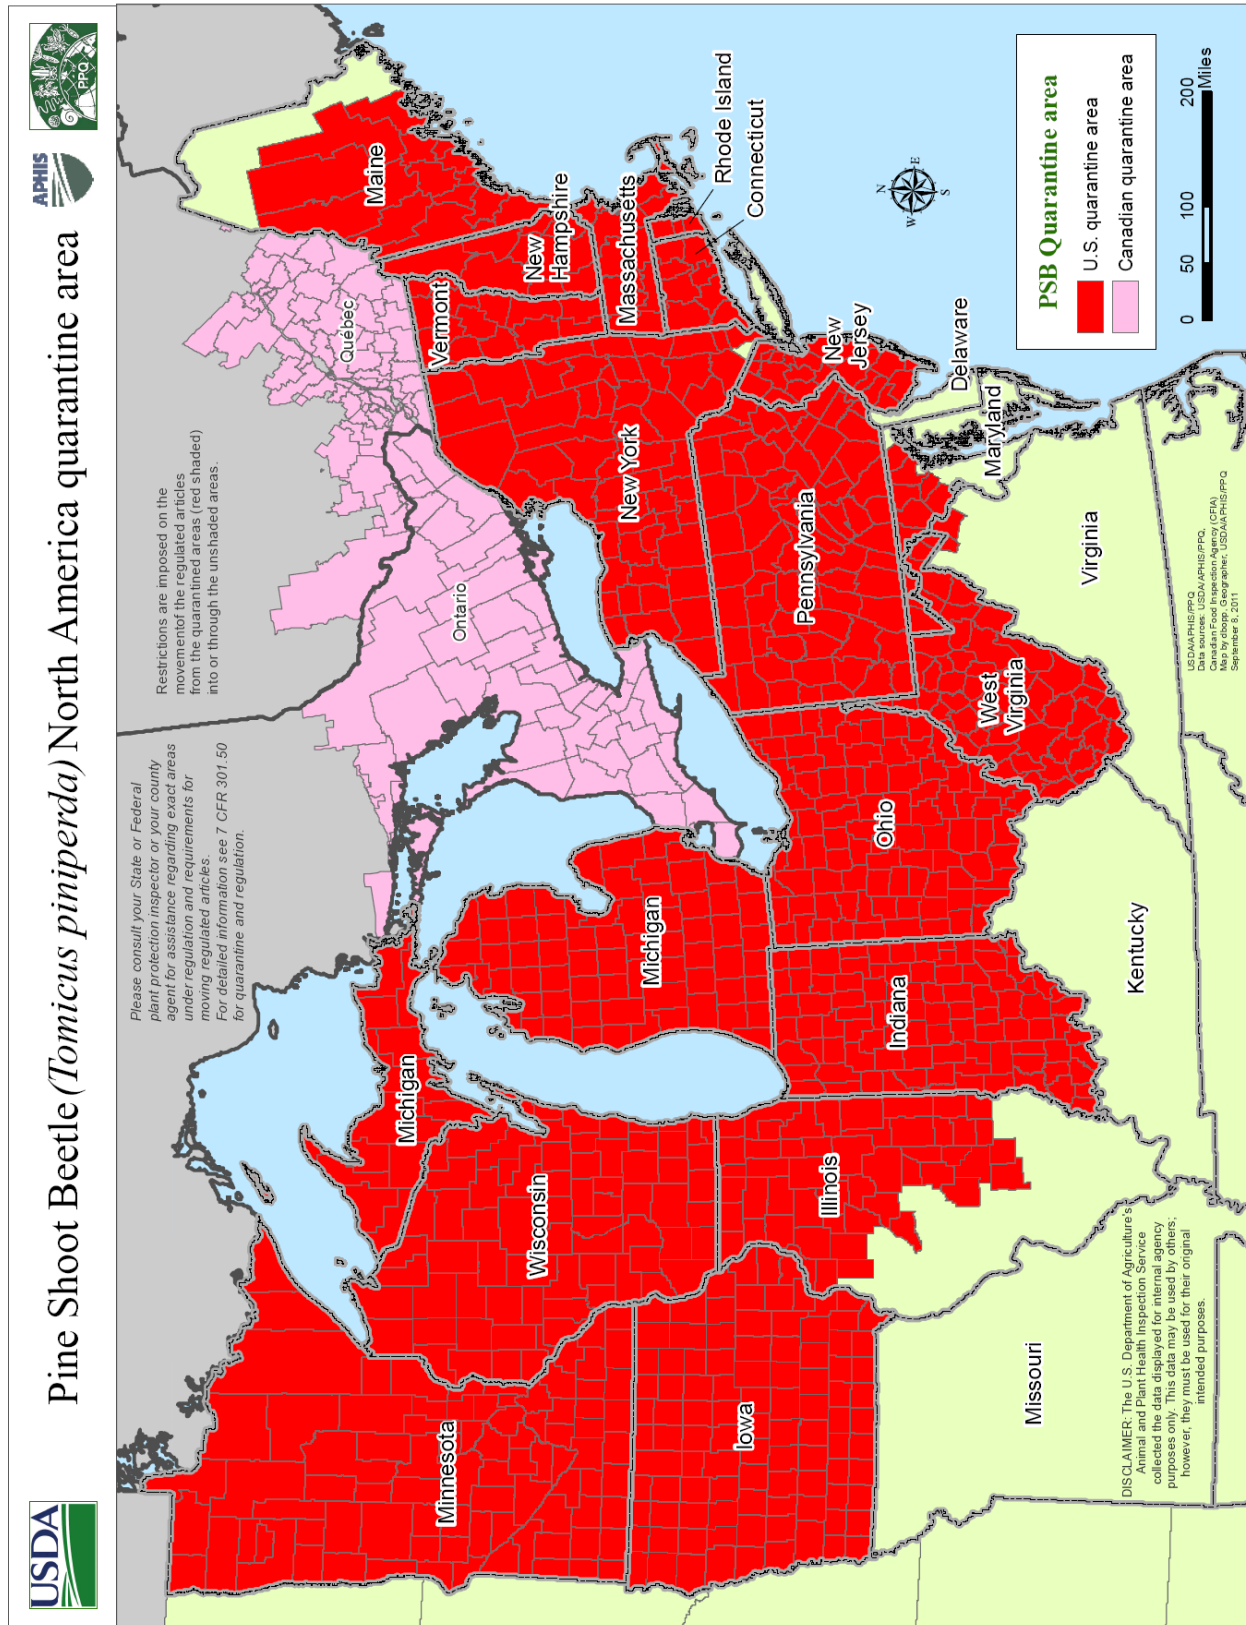 USDA
Pine Shoot Beetle (Tomicus piniperda) North America quarantine area
APHIS
PPQ
Please consult your State or Federal
plant protection inspector or your county
agent for assistance regarding exact areas
under regulation and requirements for
moving regulated articles.
For detailed information see 7 CFR 301.50
for quarantine and regulation.
Restrictions are imposed on the
movementof the regulated articles
from the quarantined areas (red shaded)
into or through the unshaded areas.
Québec
Ontario
Maine
Vermont
New
Hampshire
Massachusetts
Rhode Island
Connecticut
New York
New
Jersey
Pennsylvania
Delaware
Maryland
Virginia
West
Virginia
Ohio
Michigan
Michigan
Indiana
Kentucky
Wisconsin
Illinois
Minnesota
Iowa
Missouri
N
W
E
S
PSB Quarantine area
U.S. quarantine area
Canadian quarantine area
0
50
100
200
Miles
DISCLAIMER: The U.S. Department of Agriculture's
Animal and Plant Health Inspection Service
collected the data displayed for internal agency
purposes only. This data may be used by others;
however, they must be used for their original
intended purposes.
USDA/APHIS/PPQ
Data sources: USDA/APHIS/PPQ,
Canadian Food Inspection Agency (CFIA)
Map by dbopp, Geographer, USDA/APHIS/PPQ
September 8, 2011